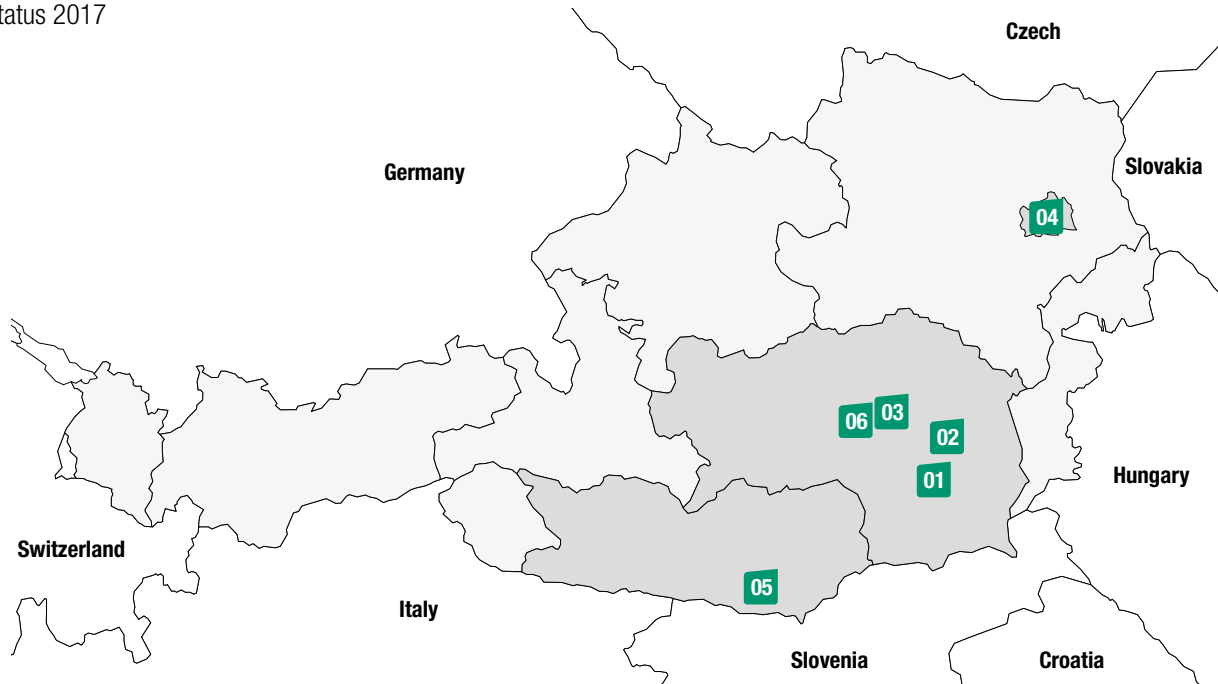 tatus 2017
Czech
Germany
Slovakia
04
06
03
02
01
Hungary
Switzerland
05
Italy
Slovenia
Croatia